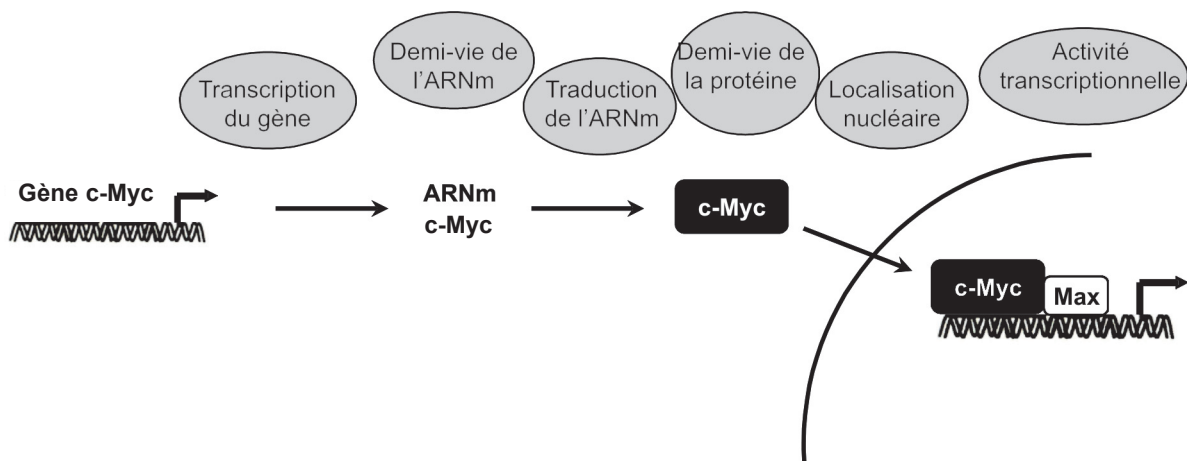 Transcription
du gène
Demi-vie de
l'ARNm
Traduction
de l'ARNm
Demi-vie de
la protéine
Localisation
nucléaire
Activité
transcriptionnelle
Gène c-Myc
ARNm
c-Myc
c-Myc
c-Myc
Max